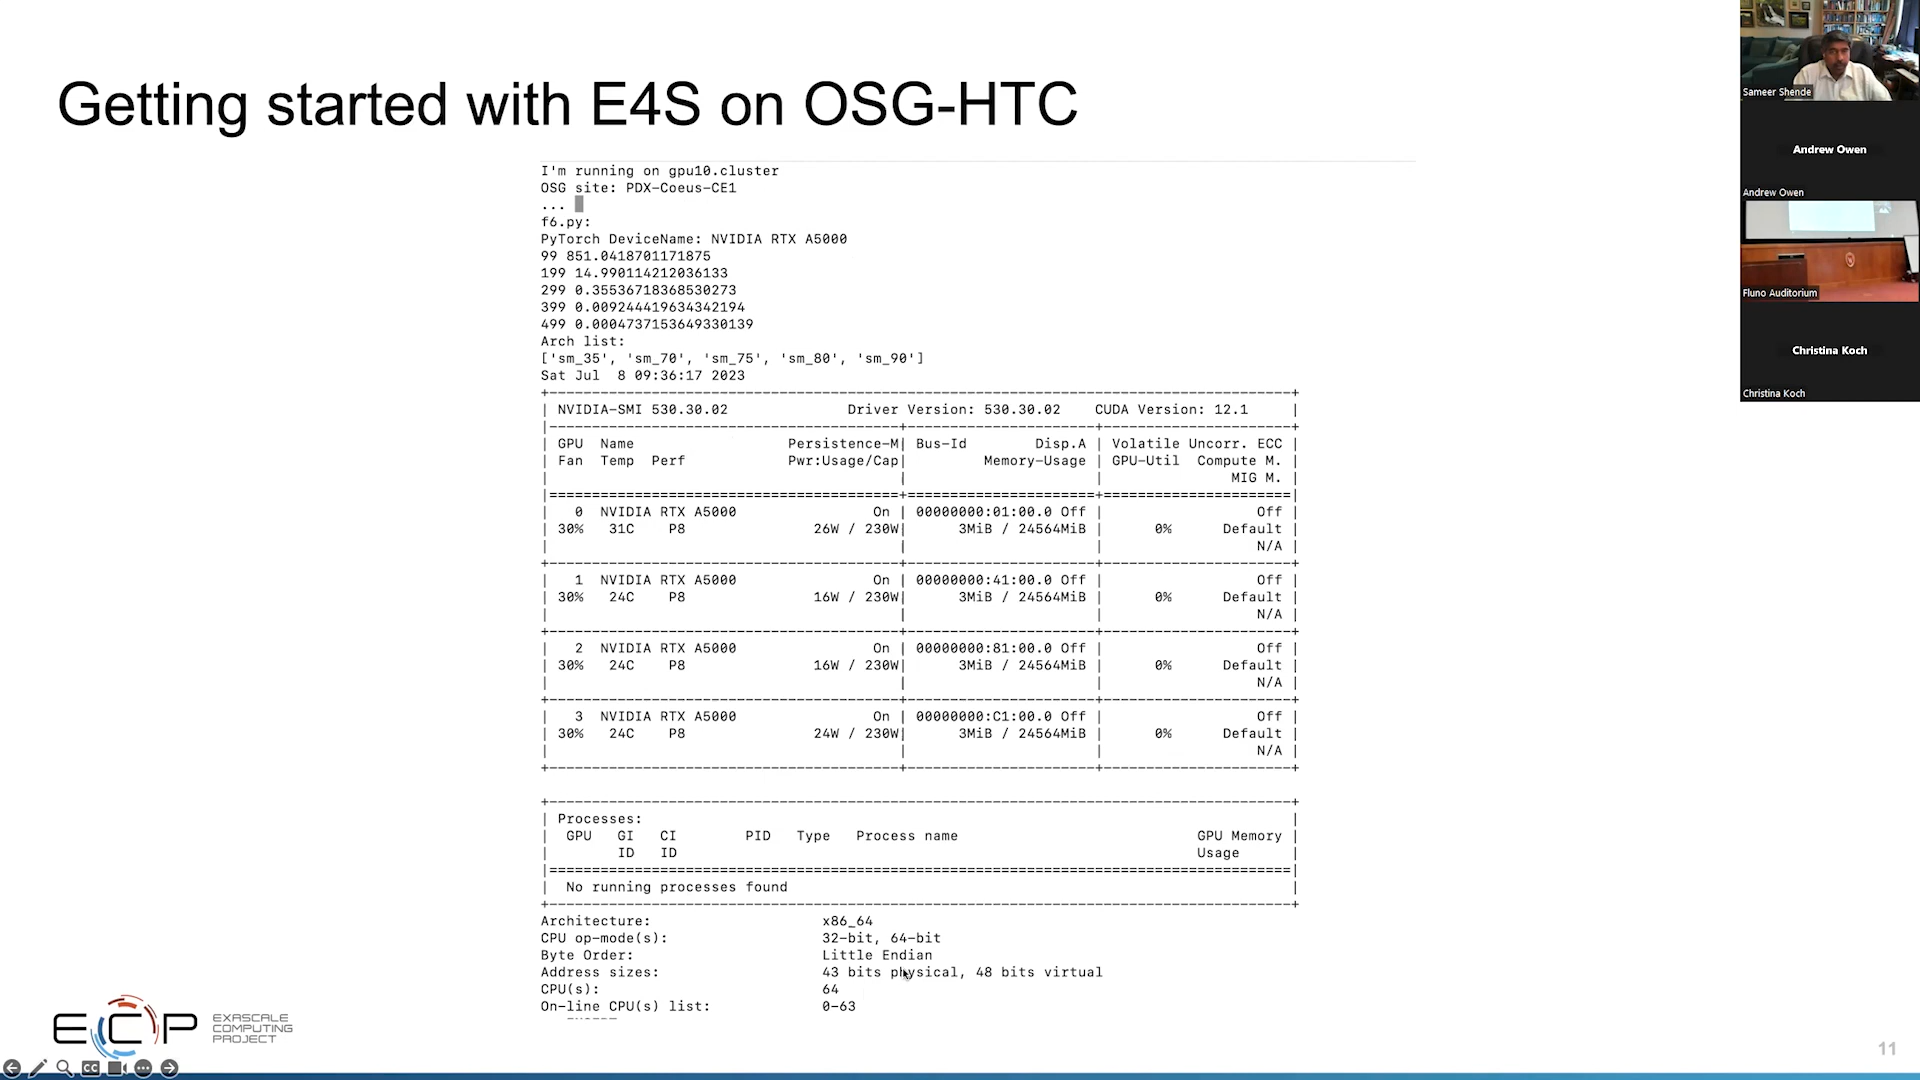 Getting started with E4S on OSG-HTC
I'm running on gpu10.cluster
OSG site: PDX-Coeus-CE1
...
f6.py:
PyTorch DeviceName: NVIDIA RTX A5000
99 851.0418701171875
199 14.990114212036133
299 0.35536718368530273
399 0.009244419634342194
499 0.0004737153649330139
Arch list:
['sm_35', 'sm_70', 'sm_75', 'sm_80', 'sm_90']
Sat Jul  8 09:36:17 2023
NVIDIA-SMI 530.30.02 Driver Version: 530.30.02 CUDA Version: 12.1
GPU Name Persistence-M| Bus-Id Disp.A | Volatile Uncorr. ECC |
Fan Temp Perf Pwr:Usage/Cap| Memory-Usage | GPU-Util Compute M. |
MIG M. |
0 NVIDIA RTX A5000 On | 00000000:01:00.0 Off | Off
30% 31C P8 26W / 230W| 3MiB / 24564MiB | 0% Default
N/A |
1 NVIDIA RTX A5000 On | 00000000:41:00.0 Off | Off
30% 24C P8 16W / 230W| 3MiB / 24564MiB | 0% Default
N/A |
2 NVIDIA RTX A5000 On | 00000000:81:00.0 Off | Off
30% 24C P8 16W / 230W| 3MiB / 24564MiB | 0% Default
N/A |
3 NVIDIA RTX A5000 On | 00000000:C1:00.0 Off | Off
30% 24C P8 24W / 230W| 3MiB / 24564MiB | 0% Default
N/A |
Processes:
GPU GI CI PID Type Process name GPU Memory
ID ID Usage
No running processes found
Architecture: x86_64
CPU op-mode(s): 32-bit, 64-bit
Byte Order: Little Endian
Address sizes: 43 bits physical, 48 bits virtual
CPU(s): 64
On-line CPU(s) list: 0-63
ECP EXASCALE
COMPUTING
PROJECT
11
CC
Sameer Shende
Andrew Owen
Andrew Owen
Fluno Auditorium
Christina Koch
Christina Koch